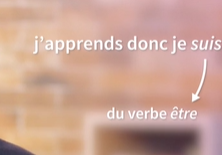 j’apprends donc je suis
du verbe être